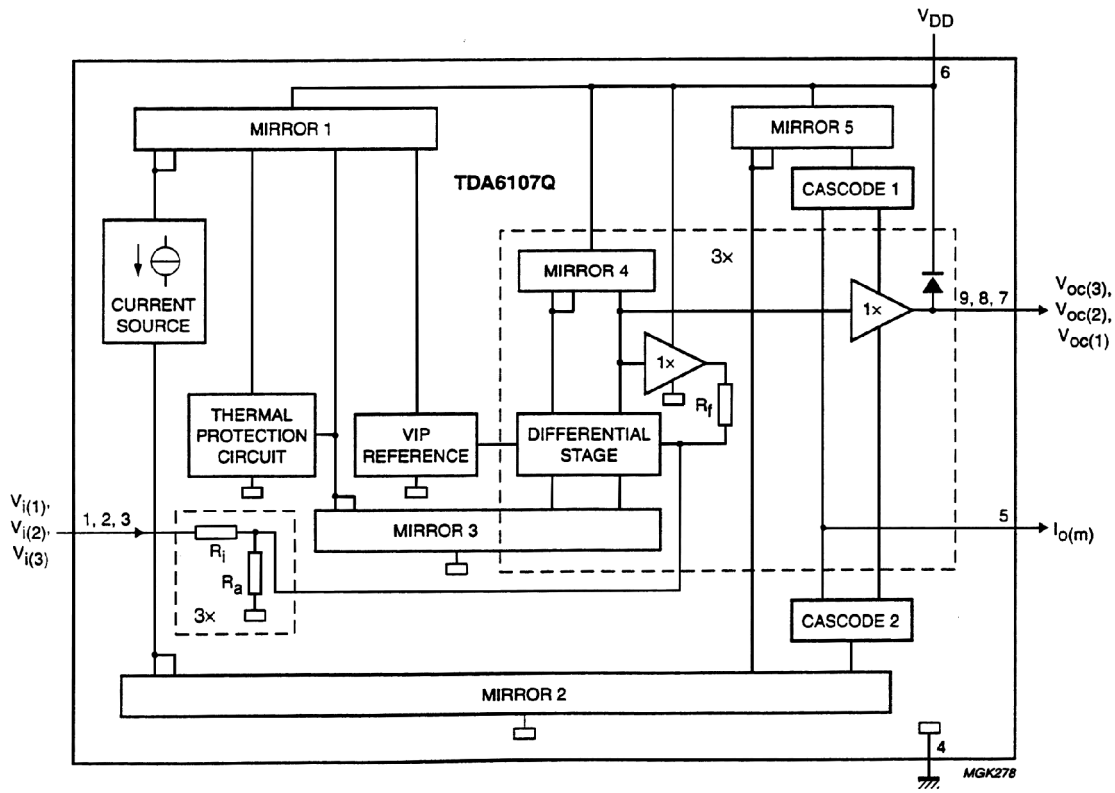 VDD
6
MIRROR 1
MIRROR 5
TDA6107Q
CASCODE 1
3×
MIRROR 4
CURRENT
SOURCE
1×
9, 8, 7
Voc(3),
Voc(2),
Voc(1)
1×
Rf
THERMAL
PROTECTION
CIRCUIT
VIP
REFERENCE
DIFFERENTIAL
STAGE
Vi(1),
Vi(2),
Vi(3)
1, 2, 3
MIRROR 3
5
Io(m)
Ri
Ra
3×
CASCODE 2
MIRROR 2
4
MGK278